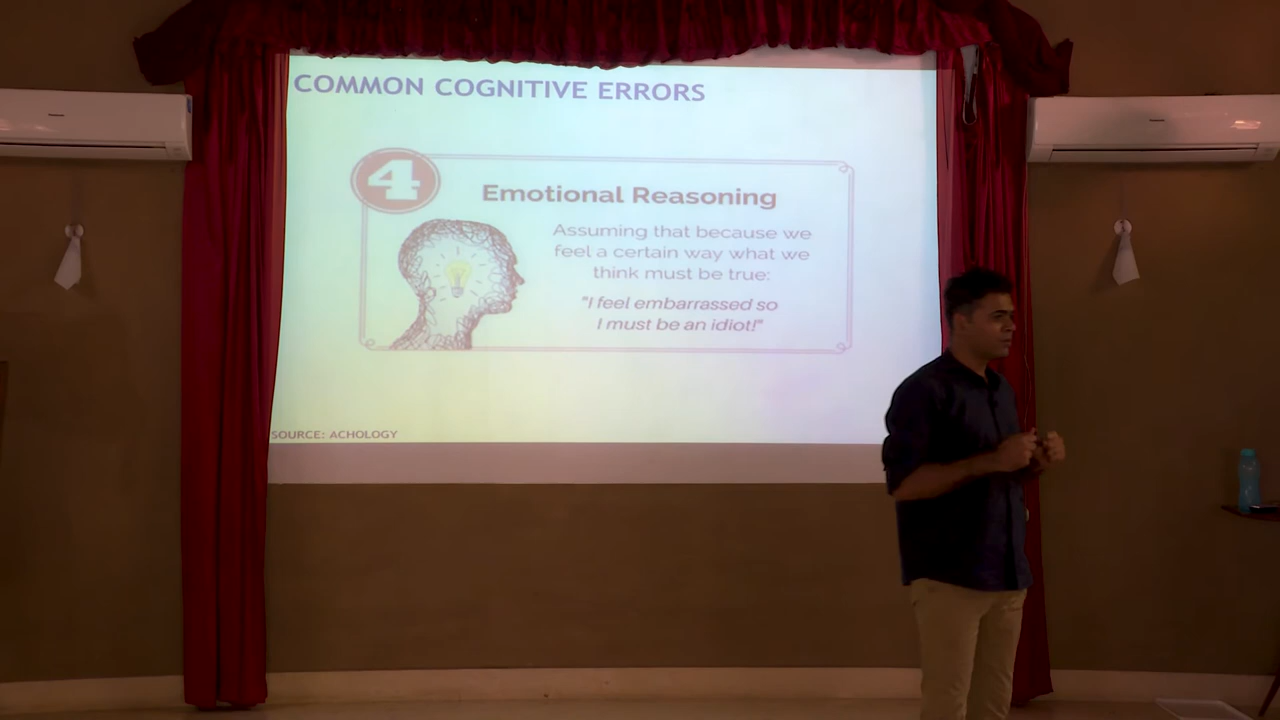 COMMON COGNITIVE ERRORS
4
Emotional Reasoning
Assuming that because we
feel a certain way what we
think must be true:
"I feel embarrassed so
I must be an idiot!"
SOURCE: ACHOLOGY